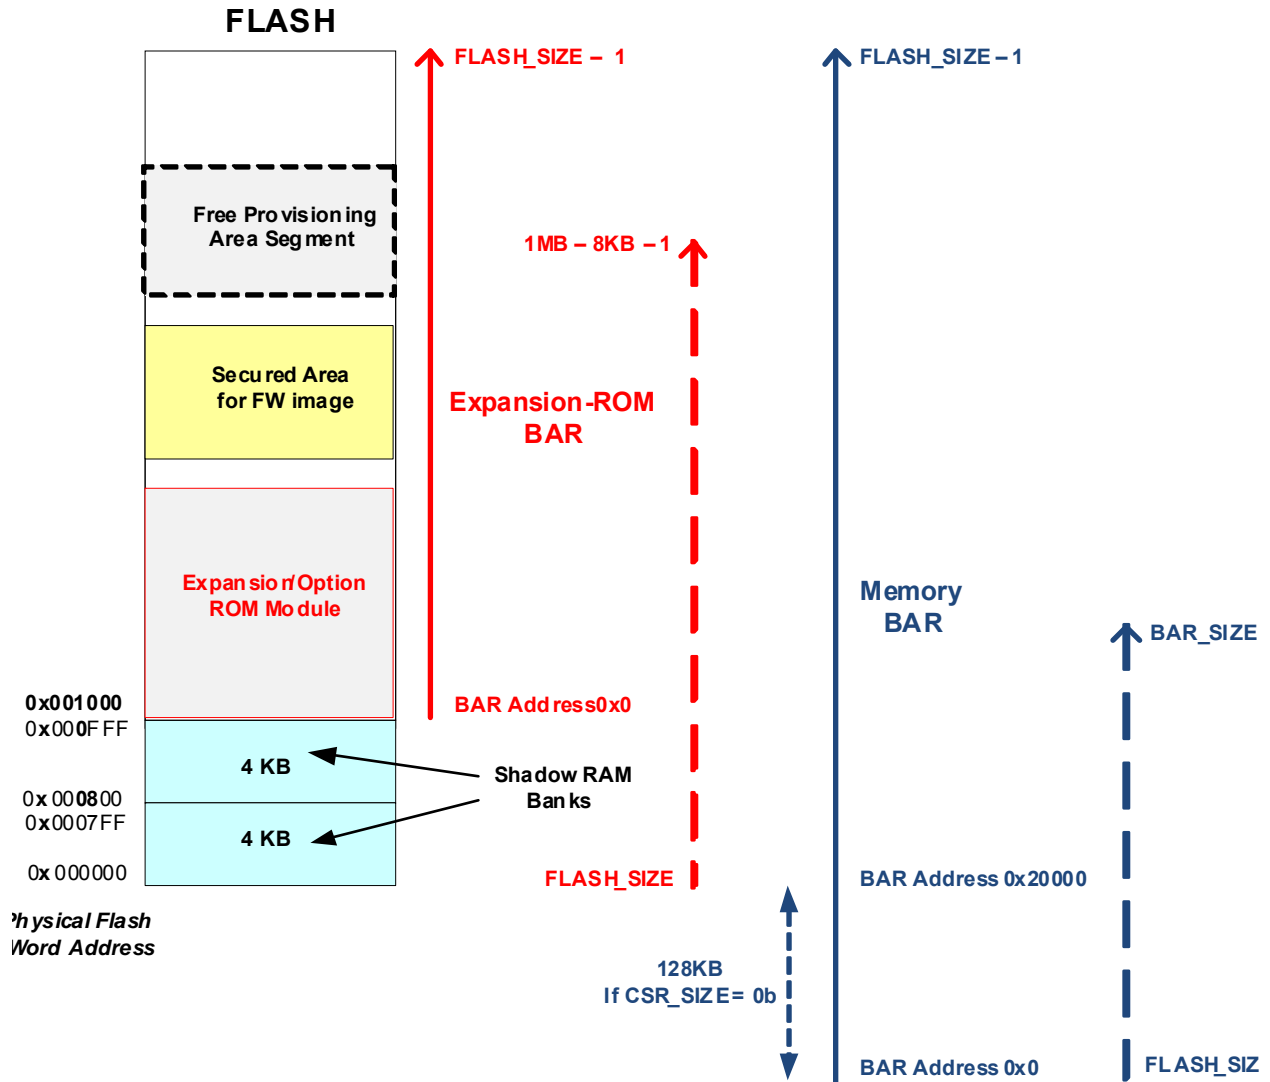 FLASH
FLASH_SIZE – 1
FLASH_SIZE – 1
Free Provisioning
Area Segment
1MB – 8KB – 1
Secured Area
for FW image
Expansion-ROM
BAR
Expansion/Option
ROM Module
Memory
BAR
BAR_SIZE
0x001000
BAR Address0x0
0x000FFF
4 KB
Shadow RAM
Banks
0x000800
0x0007FF
4 KB
0x000000
FLASH_SIZE
BAR Address 0x20000
Physical Flash
Word Address
128KB
If CSR_SIZE= 0b
BAR Address 0x0
FLASH_SIZ